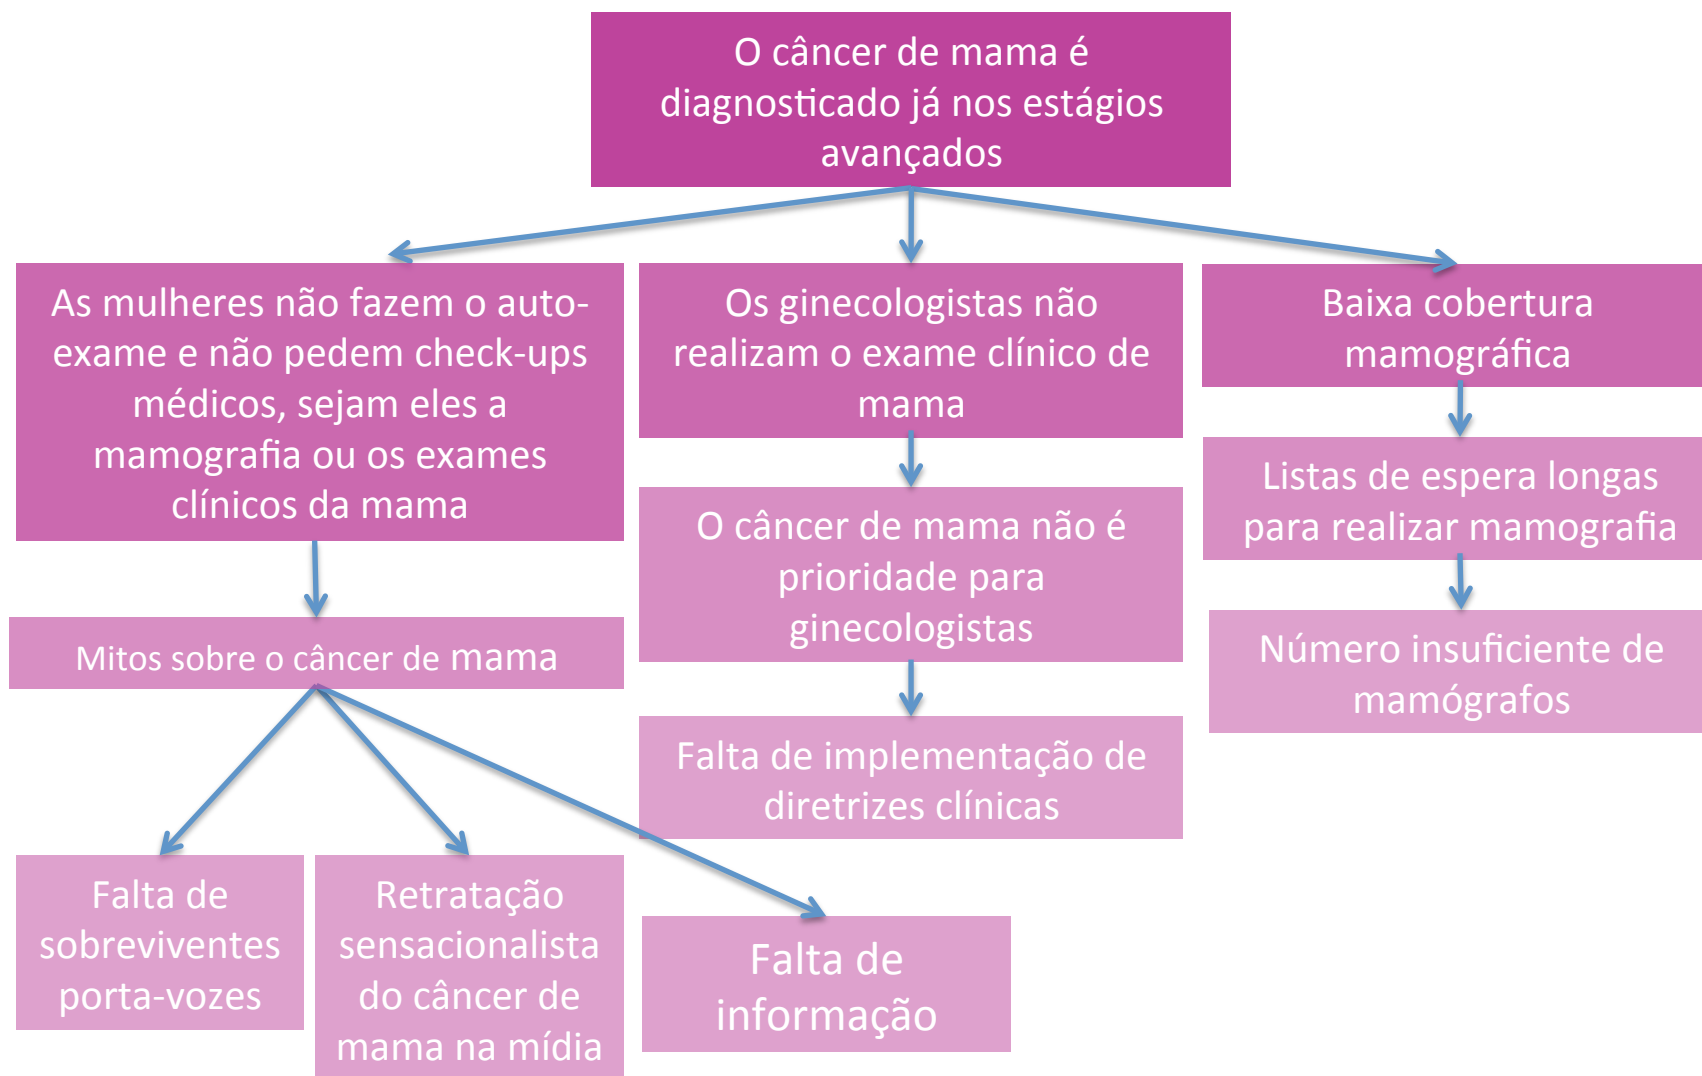 O câncer de mama é
diagnosticado já nos estágios
avançados
As mulheres não fazem o auto-
exame e não pedem check-ups
médicos, sejam eles a
mamografia ou os exames
clínicos da mama
Os ginecologistas não
realizam o exame clínico de
mama
Baixa cobertura
mamográfica
Listas de espera longas
para realizar mamografia
O câncer de mama não é
prioridade para
ginecologistas
Número insuficiente de
mamógrafos
Mitos sobre o câncer de mama
Falta de implementação de
diretrizes clínicas
Falta de
sobreviventes
porta-vozes
Retratação
sensacionalista
do câncer de
mama na mídia
Falta de
informação